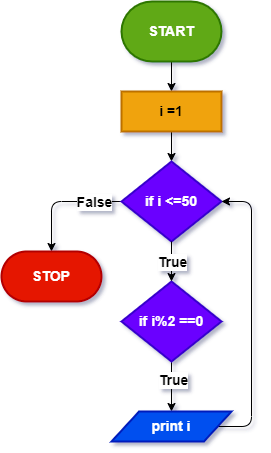 START
i =1
if i <=50
False
True
STOP
if i%2 ==0
True
print i